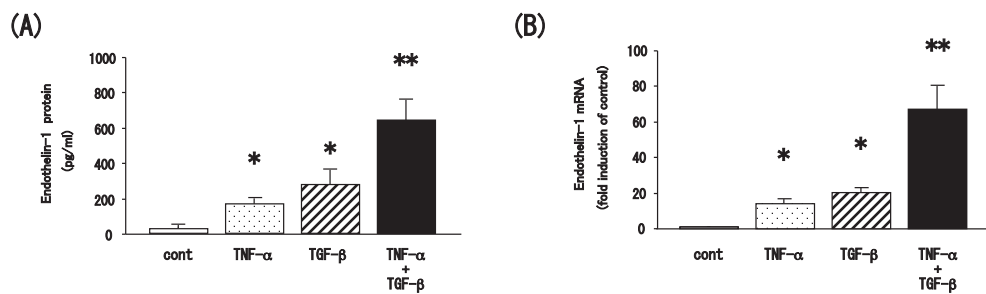 (A)
Endothelin-1 protein
(pg/ml)
1000
800
600
400
200
0
*
*
**
cont
TNF-α
TGF-β
TNF-α
+
TGF-β
(B)
Endothelin-1 mRNA
(fold induction of control)
100
80
60
40
20
0
*
*
**
cont
TNF-α
TGF-β
TNF-α
+
TGF-β